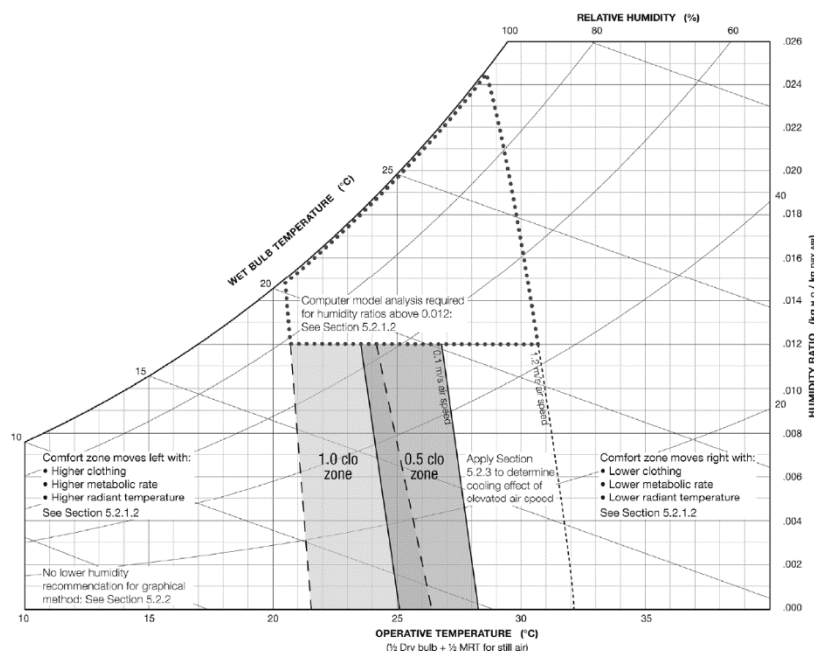 RELATIVE HUMIDITY (%)
100
80
60
.026
.024
.022
.020
.018
.016
.014
.012
.010
.008
.006
.004
.002
.000
40
20
HUMIDITY RATIO (kg H₂O / kg DRY AIR)
WET BULB TEMPERATURE (°C)
25
20
15
10
Computer model analysis required
for humidity ratios above 0.012:
See Section 5.2.1.2
0.1 m/s air speed
1.2 m/s air speed
Comfort zone moves left with:
• Higher clothing
• Higher metabolic rate
• Higher radiant temperature
See Section 5.2.1.2
1.0 clo
zone
0.5 clo
zone
Apply Section
5.2.3 to determine
cooling effect of
elevated air speed
Comfort zone moves right with:
• Lower clothing
• Lower metabolic rate
• Lower radiant temperature
See Section 5.2.1.2
No lower humidity
recommendation for graphical
method: See Section 5.2.2
10
15
20
25
30
35
OPERATIVE TEMPERATURE (°C)
(½ Dry bulb + ½ MRT for still air)